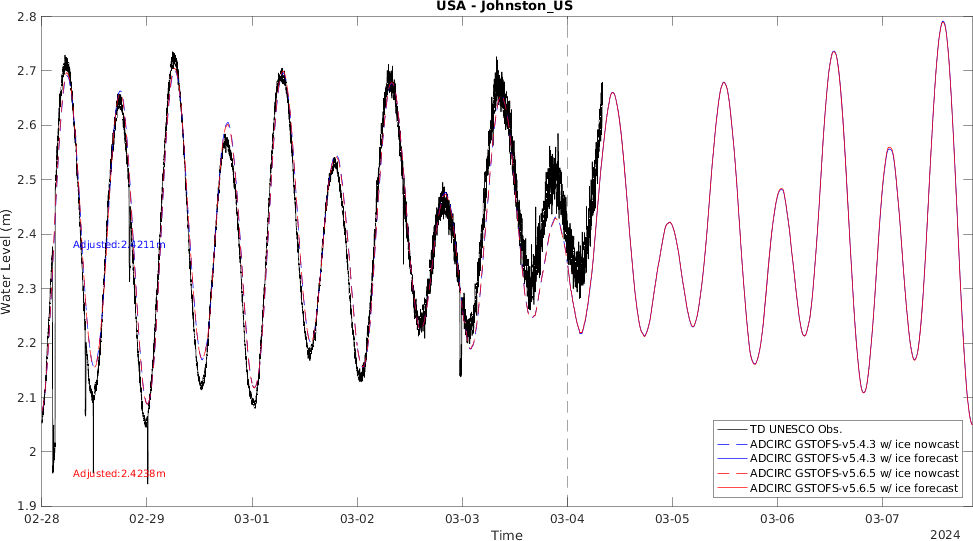 USA - Johnston_US
2.8
2.7
2.6
2.5
2.4
2.3
2.2
2.1
2
1.9
Water Level (m)
Adjusted:2.4211m
Adjusted:2.4238m
TD UNESCO Obs.
ADCIRC GSTOFS-v5.4.3 w/ ice nowcast
ADCIRC GSTOFS-v5.4.3 w/ ice forecast
ADCIRC GSTOFS-v5.6.5 w/ ice nowcast
ADCIRC GSTOFS-v5.6.5 w/ ice forecast
02-28 02-29 03-01 03-02 03-03 03-04 03-05 03-06 03-07
Time
2024